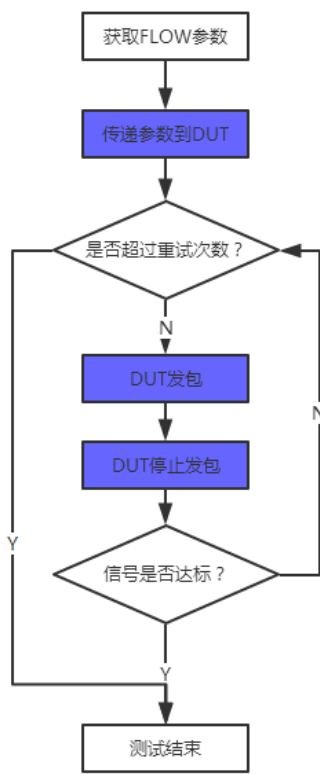 获取FLOW参数
传递参数到DUT
是否超过重试次数？
N
DUT发包
N
DUT停止发包
Y
信号是否达标？
Y
测试结束